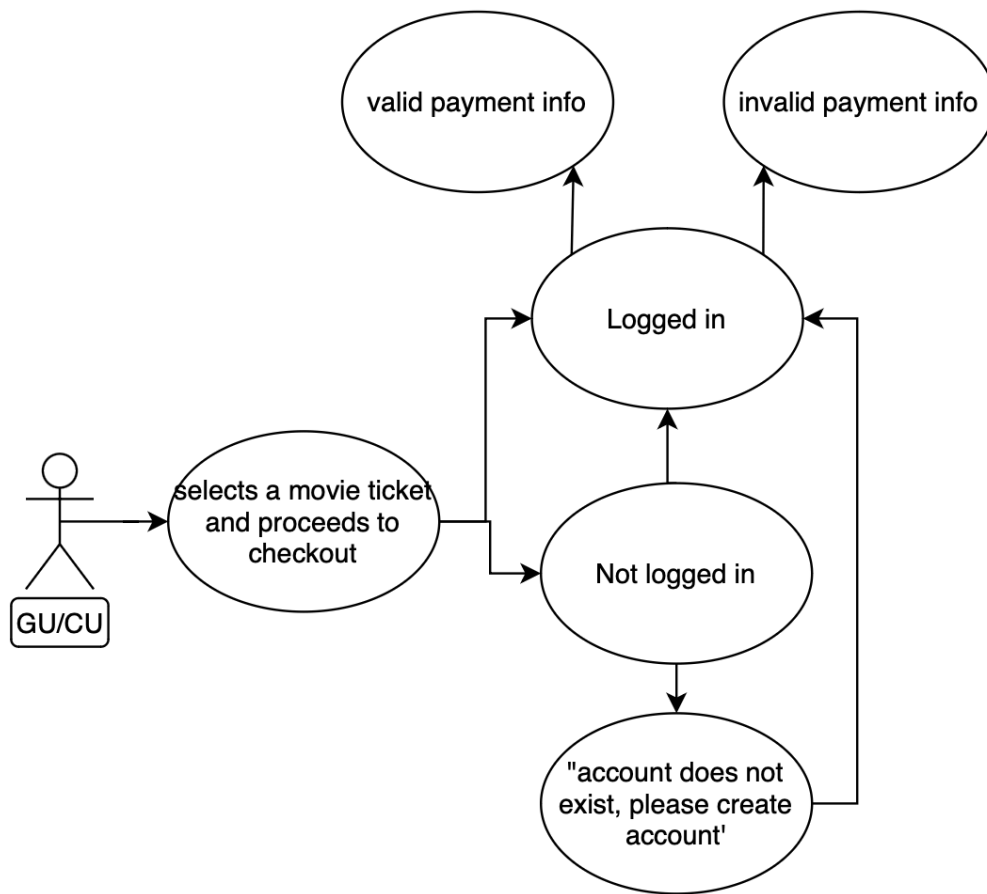 valid payment info
invalid payment info
Logged in
selects a movie ticket
and proceeds to
checkout
Not logged in
GU/CU
"account does not
exist, please create
account'